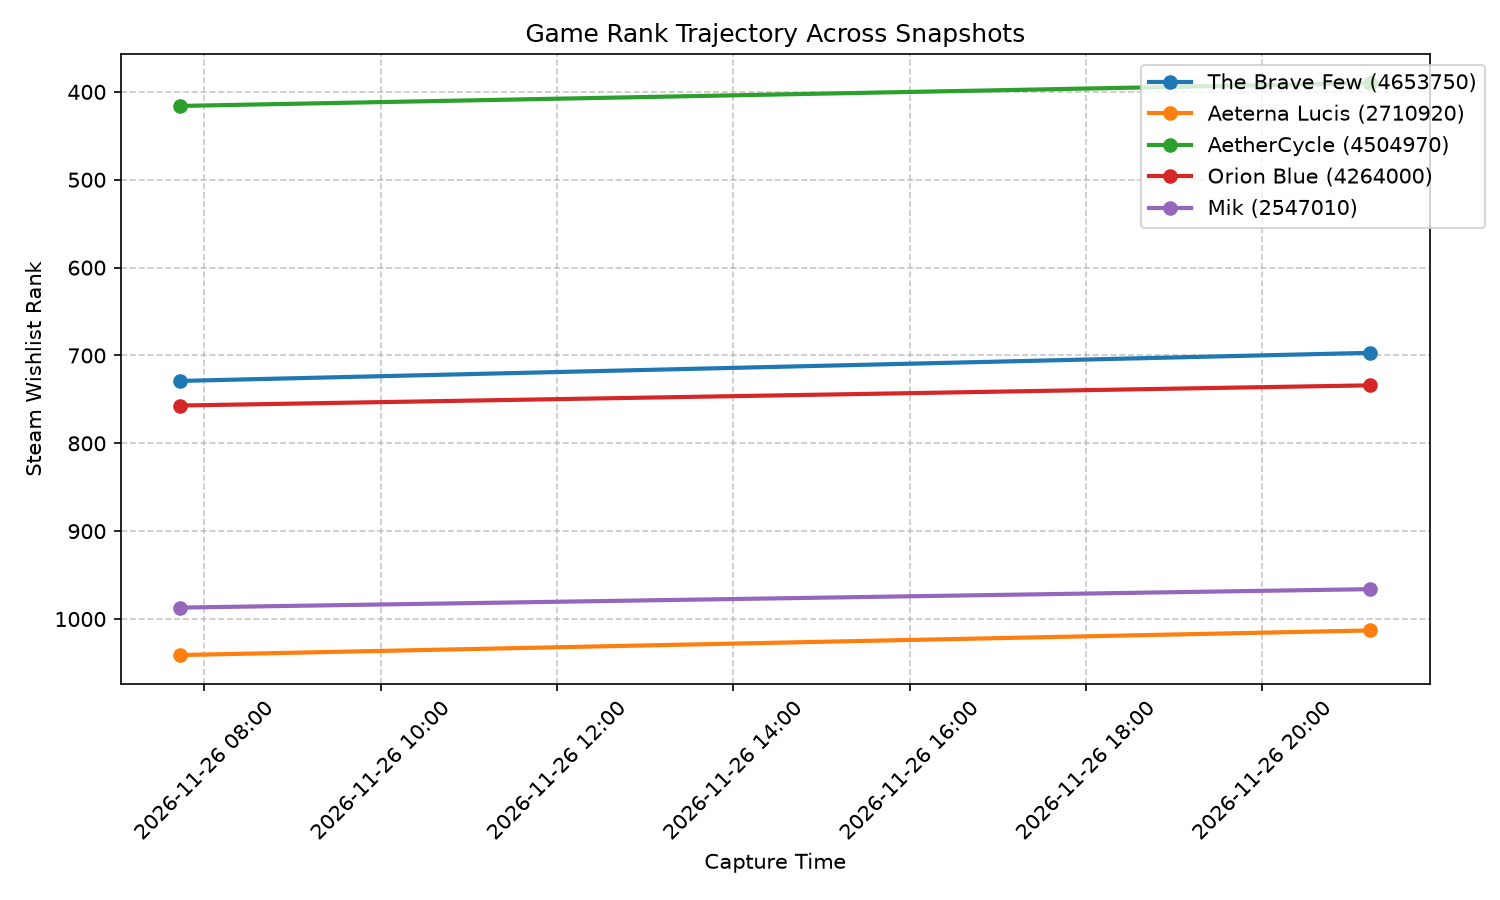 Game Rank Trajectory Across Snapshots
The Brave Few (4653750)
Aeterna Lucis (2710920)
AetherCycle (4504970)
Orion Blue (4264000)
Mik (2547010)
Steam Wishlist Rank
400
500
600
700
800
900
1000
2026-11-26 08:00
2026-11-26 10:00
2026-11-26 12:00
2026-11-26 14:00
2026-11-26 16:00
2026-11-26 18:00
2026-11-26 20:00
Capture Time